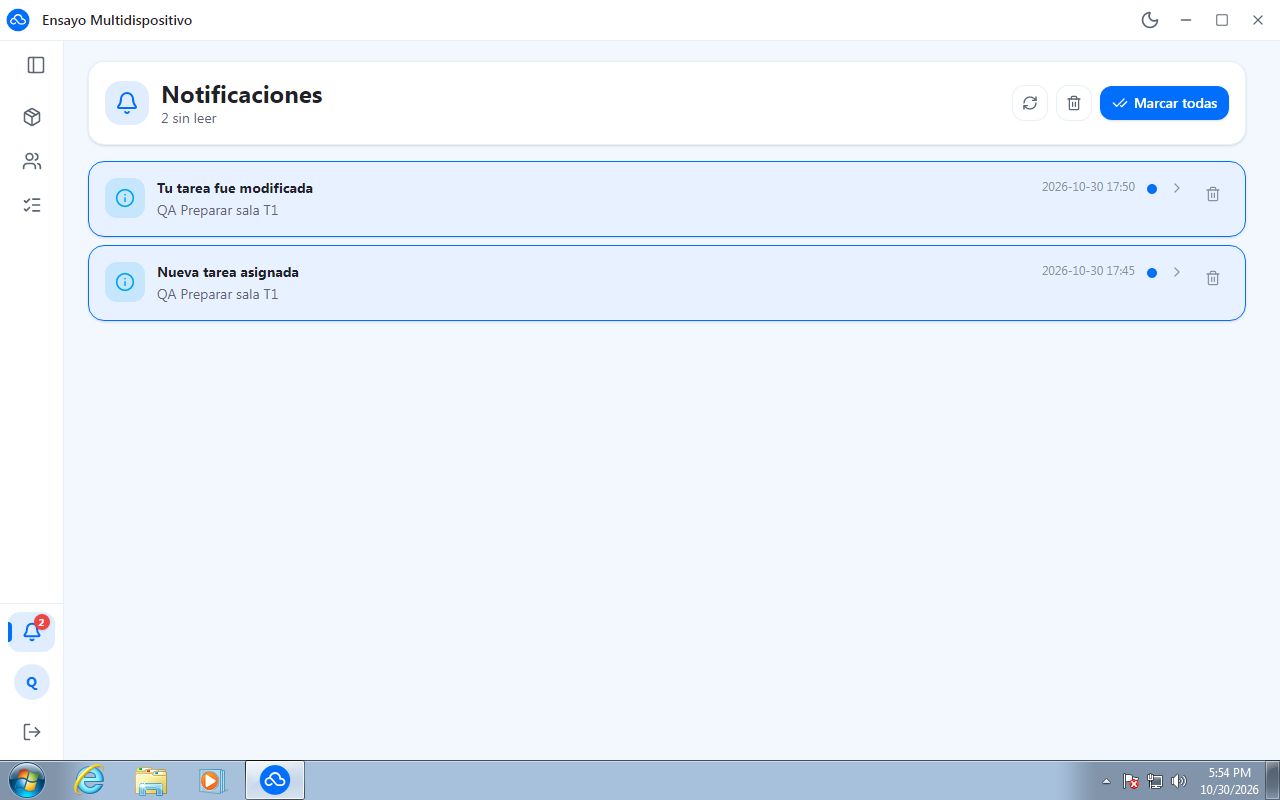 Ensayo Multidispositivo
Notificaciones
2 sin leer
Marcar todas
Tu tarea fue modificada
2026-10-30 17:50
QA Preparar sala T1
Nueva tarea asignada
2026-10-30 17:45
QA Preparar sala T1
2
Q
5:54 PM
10/30/2026